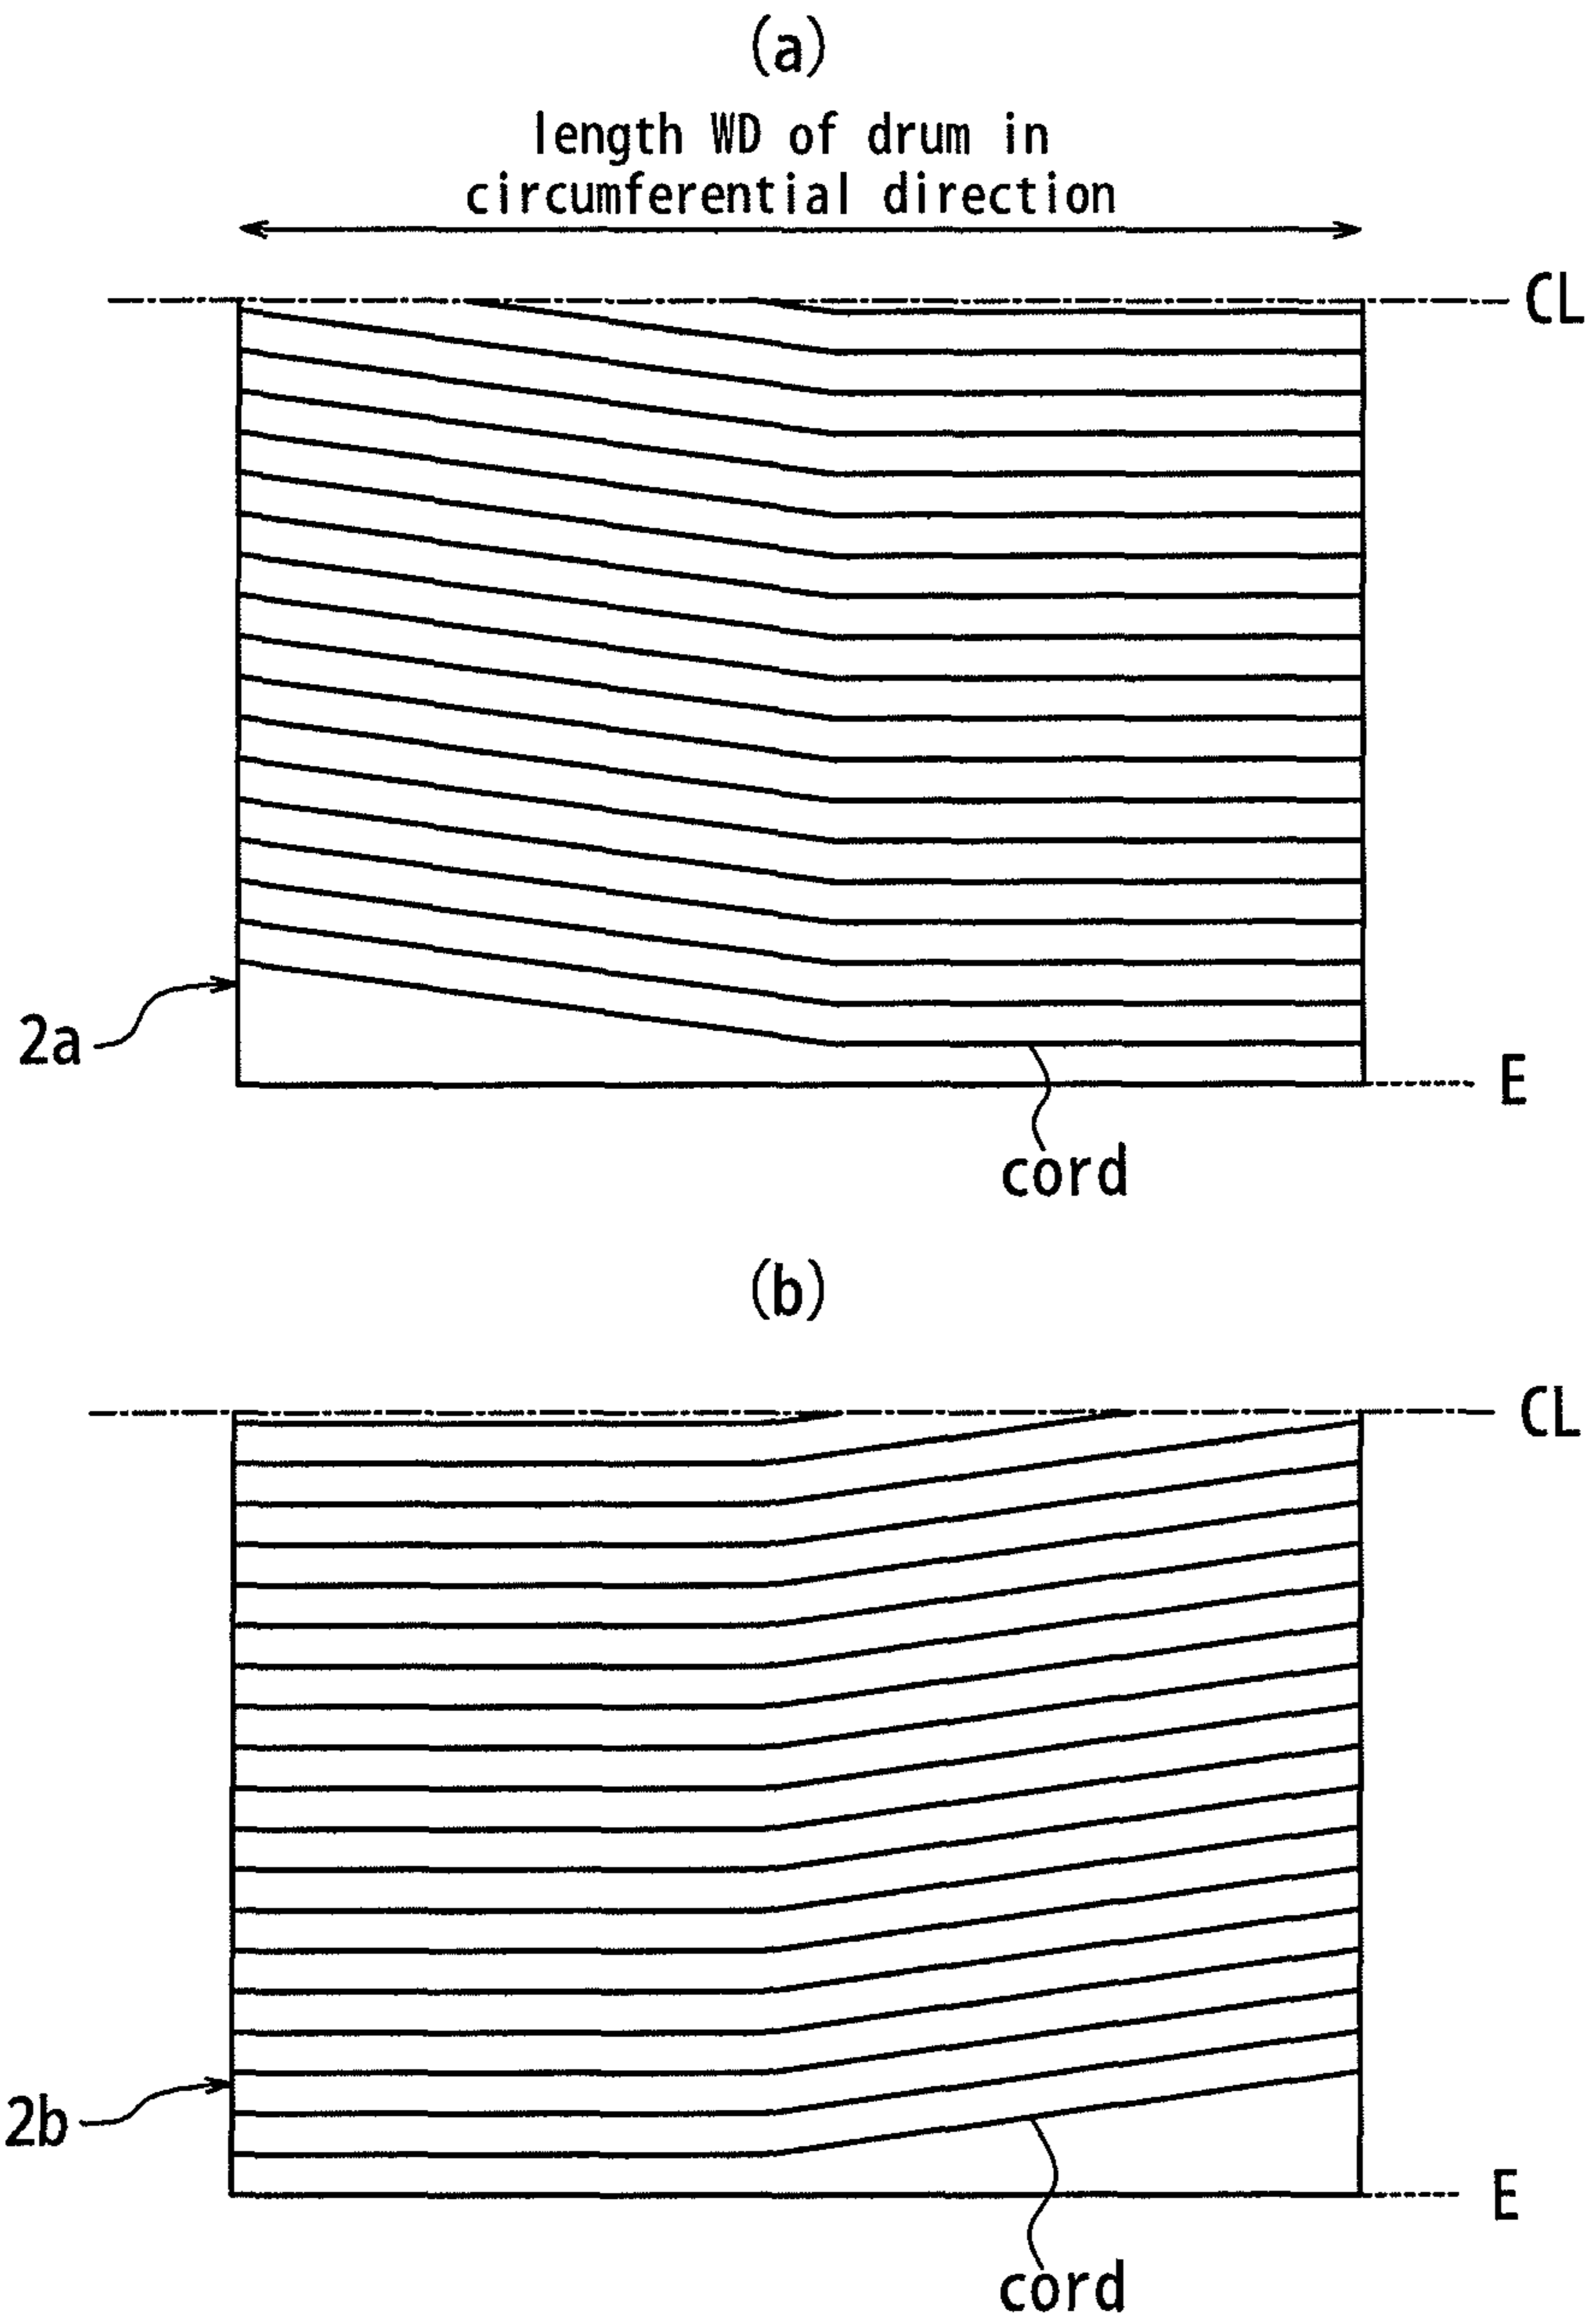 (a)
length WD of drum in
circumferential direction
CL
2a
E
cord
(b)
CL
2b
E
cord